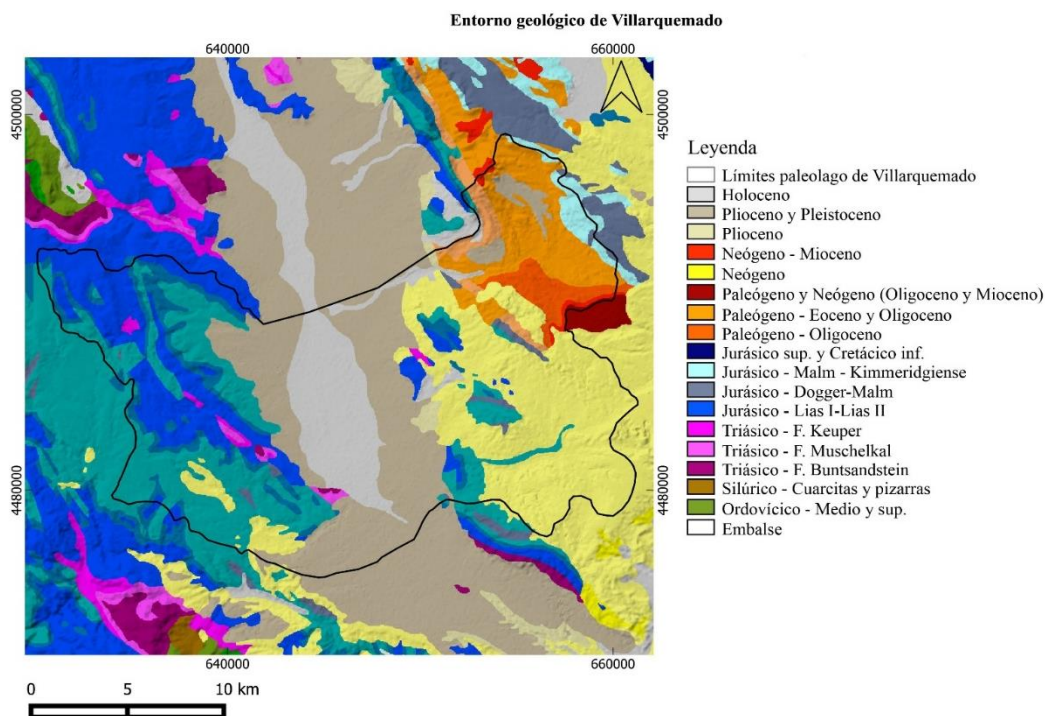 Entorno geológico de Villarquemado
640000
660000
4500000
4500000
Leyenda
Límites paleolago de Villarquemado
Holoceno
Plioceno y Pleistoceno
Plioceno
Neógeno - Mioceno
Neógeno
Paleógeno y Neógeno (Oligoceno y Mioceno)
Paleógeno - Eoceno y Oligoceno
Paleógeno - Oligoceno
Jurásico sup. y Cretácico inf.
Jurásico - Malm - Kimmeridgiense
Jurásico - Dogger-Malm
Jurásico - Lias I-Lias II
Triásico - F. Keuper
Triásico - F. Muschelkal
Triásico - F. Buntsandstein
Silúrico - Cuarcitas y pizarras
Ordovícico - Medio y sup.
Embalse
4480000
4480000
640000
660000
0 5 10 km